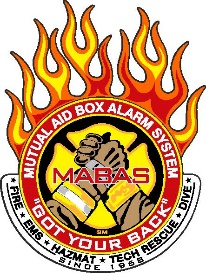 MUTUAL AID BOX ALARM SYSTEM
MABAS
SM
"GOT YOUR BACK"
FIRE ★ EMS ★ HAZMAT ★ TECH RESCUE ★ DIVE
SINCE 1968